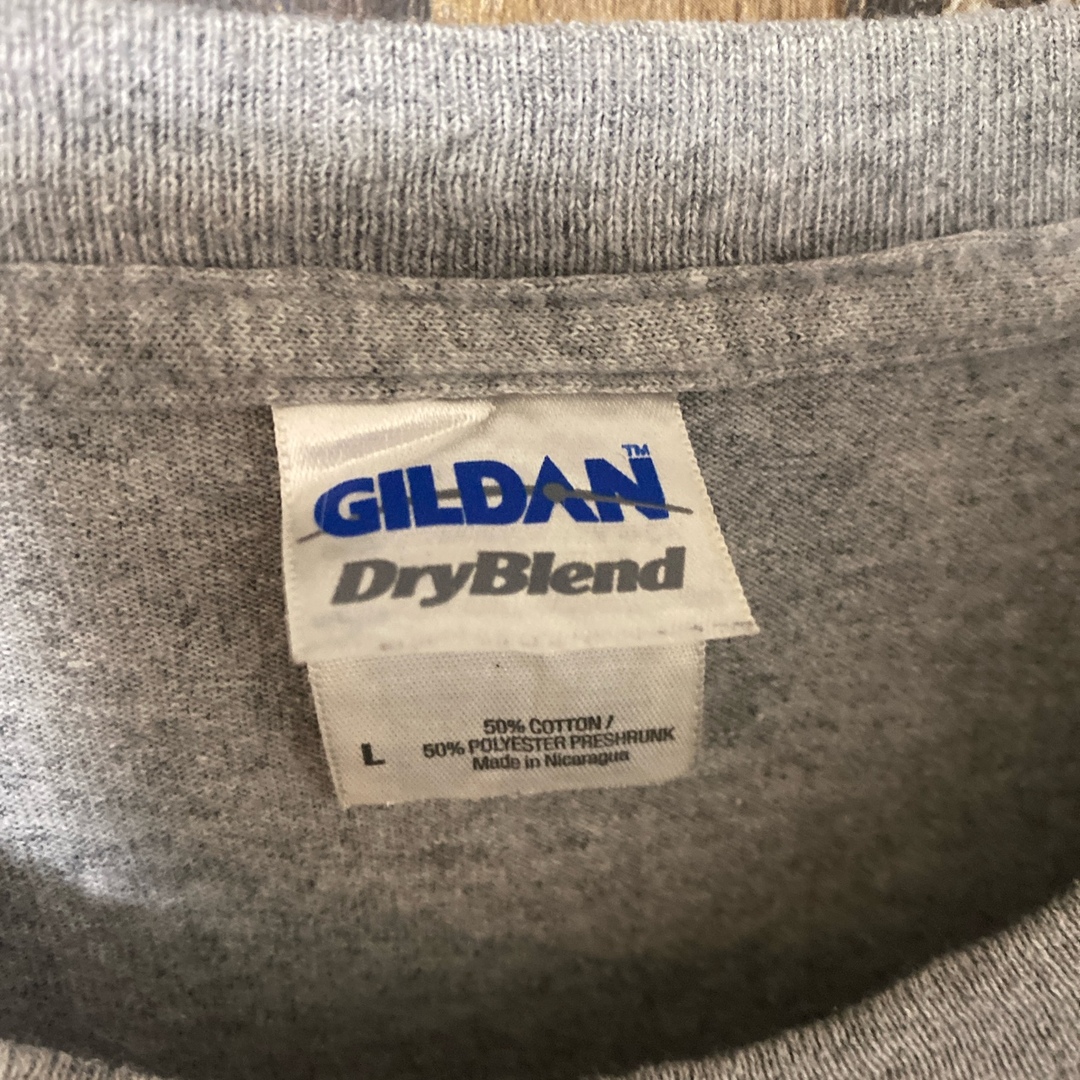 GILDAN™
DryBlend
L
50% COTTON /
50% POLYESTER PRESHRUNK
Made in Nicaragua